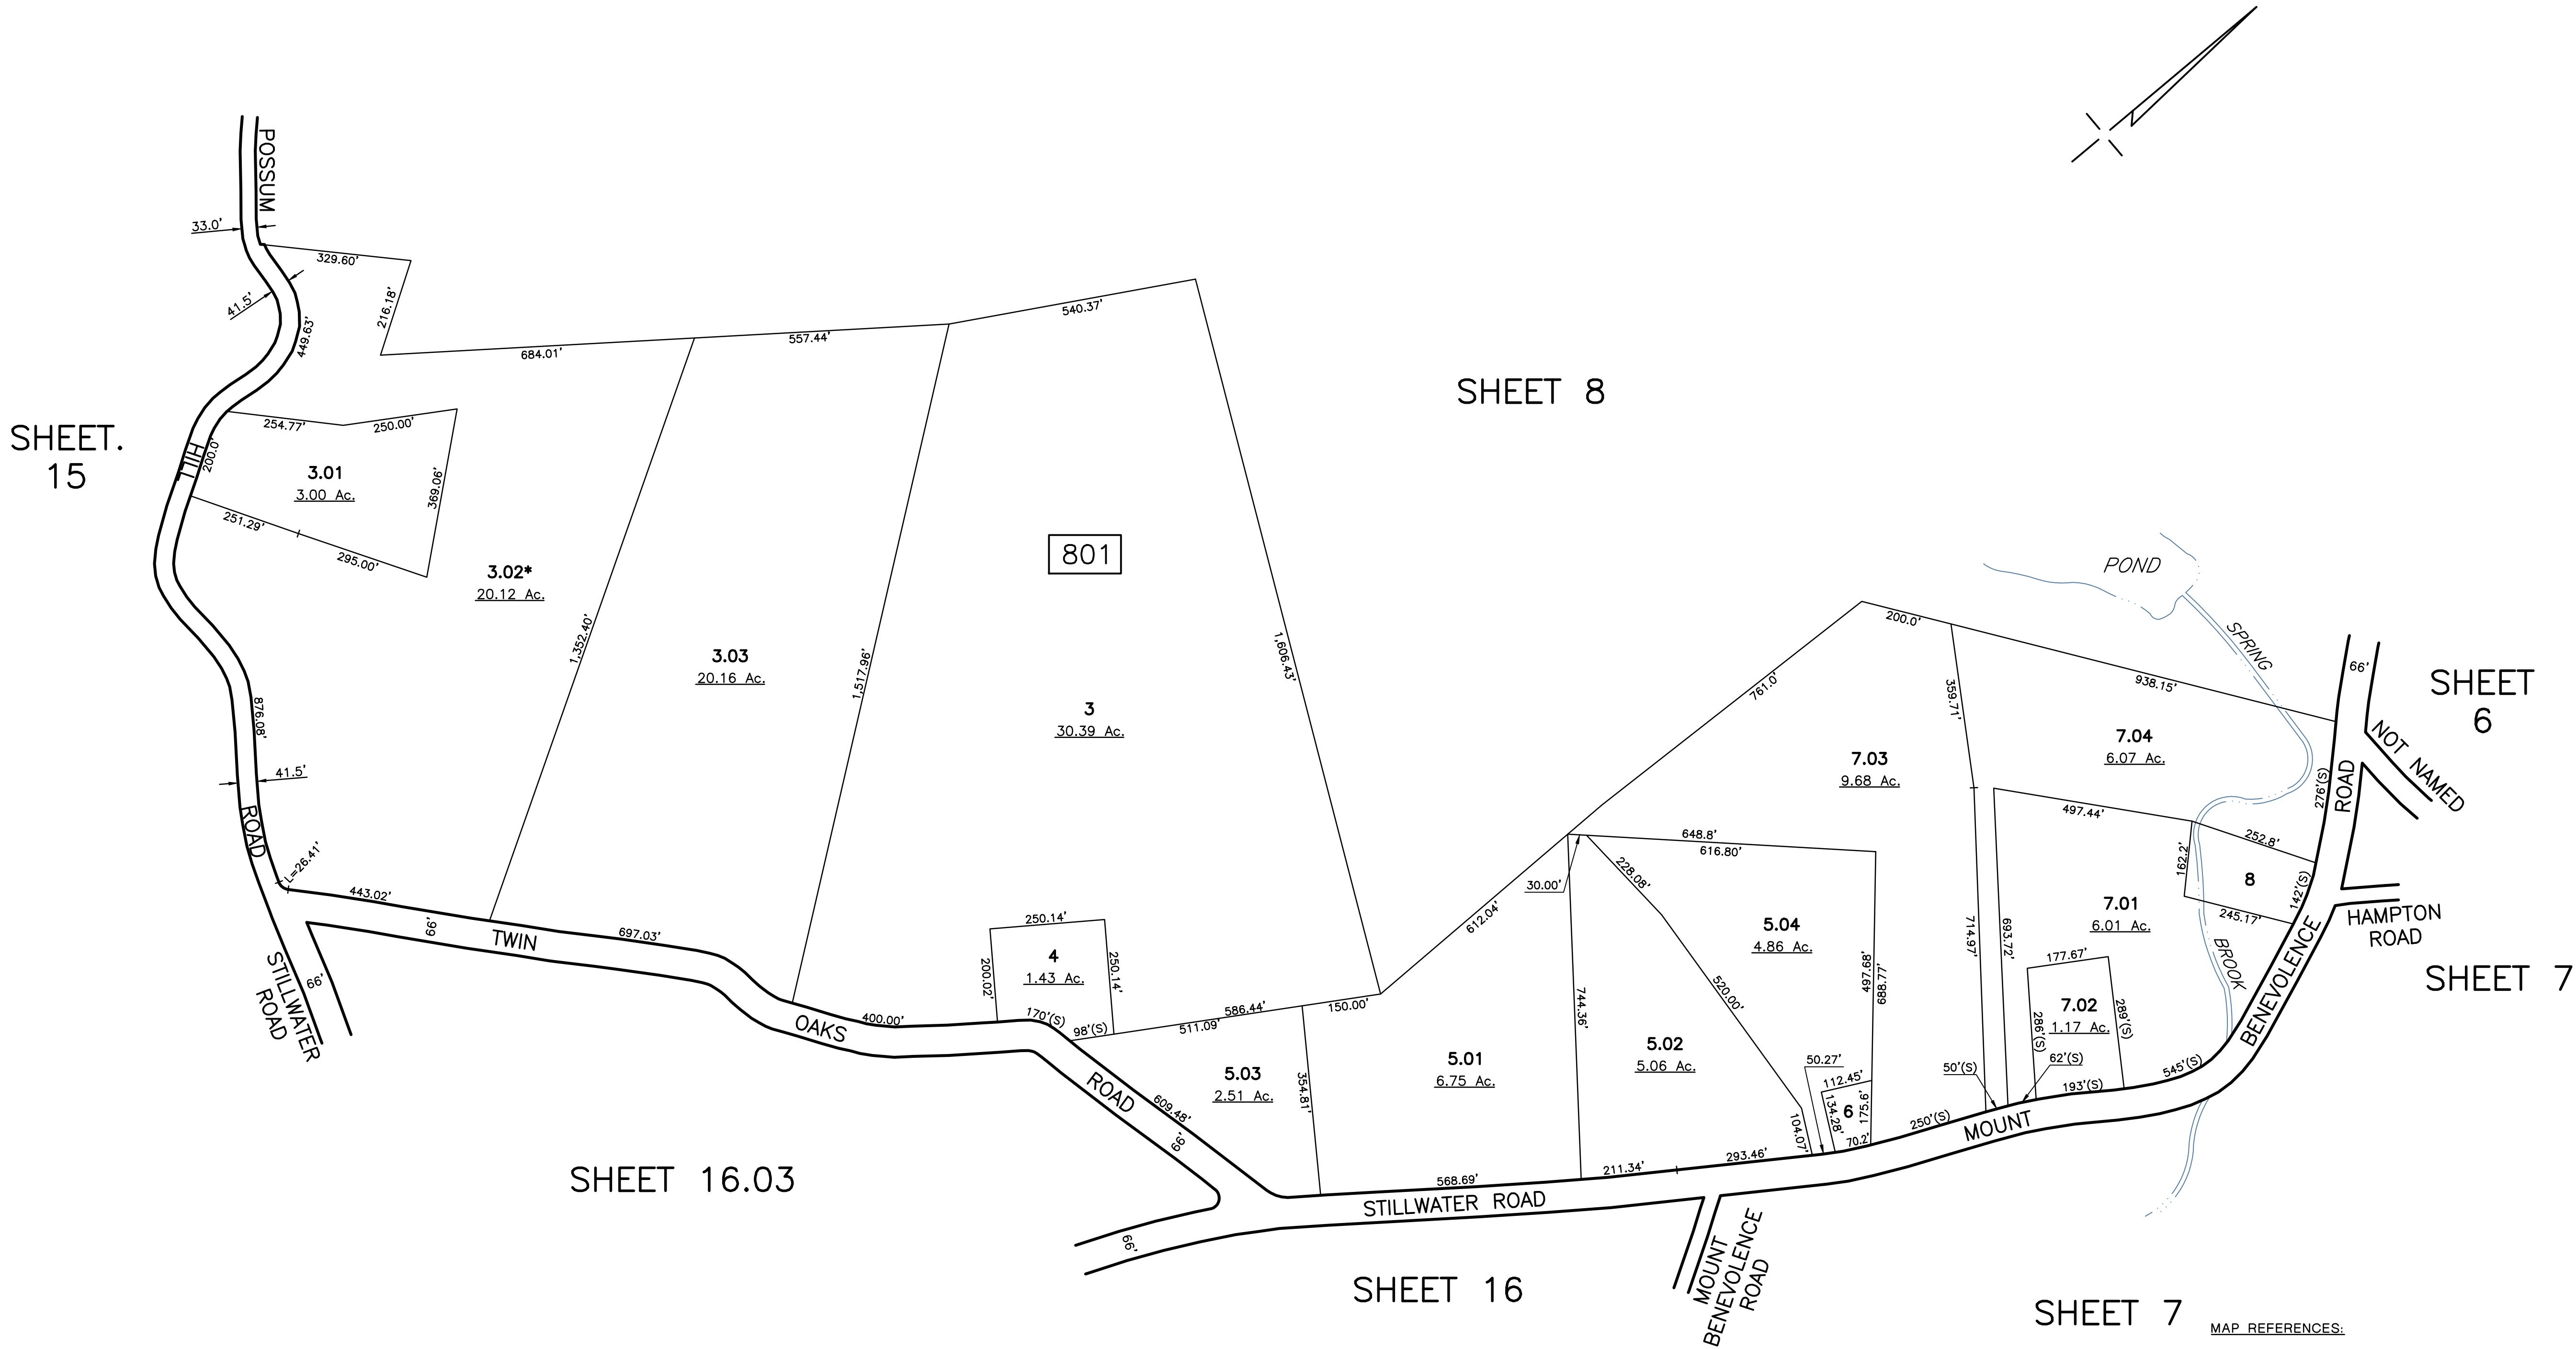 POSSUM
33.0'
41.5'
329.60'
216.18'
449.63'
684.01'
557.44'
540.37'
SHEET 8
SHEET.
15
HILL
200.0'
254.77'
250.00'
3.01
3.00 Ac.
369.06'
251.29'
295.00'
3.02*
20.12 Ac.
1,352.40'
3.03
20.16 Ac.
1,517.96'
801
3
30.39 Ac.
1,606.43'
876.08'
41.5'
ROAD
L=26.41'
443.02'
66'
TWIN
697.03'
OAKS
400.00'
STILLWATER
ROAD
66'
250.14'
4
1.43 Ac.
200.02'
250.14'
170'(S)
98'(S)
586.44'
511.09'
150.00'
ROAD
609.48'
66'
5.03
2.51 Ac.
354.81'
5.01
6.75 Ac.
612.04'
761.0'
200.0'
938.15'
POND
SPRING
BROOK
66'
SHEET
6
NOT NAMED
359.71'
7.04
6.07 Ac.
7.03
9.68 Ac.
276'(S)
ROAD
497.44'
252.8'
162.2'
8
142'(S)
245.17'
HAMPTON
ROAD
SHEET 7
BENEVOLENCE
648.8'
616.80'
30.00'
228.08'
5.04
4.86 Ac.
520.00'
497.68'
688.77'
714.97'
693.72'
7.01
6.01 Ac.
177.67'
7.02
1.17 Ac.
286'(S)
289'(S)
744.36'
5.02
5.06 Ac.
50.27'
112.45'
6
134.28'
175.6'
104.07'
70.2'
50'(S)
62'(S)
193'(S)
545'(S)
250'(S)
MOUNT
293.46'
211.34'
568.69'
STILLWATER ROAD
66'
SHEET 16.03
SHEET 16
MOUNT
BENEVOLENCE
ROAD
SHEET 7
MAP REFERENCES: